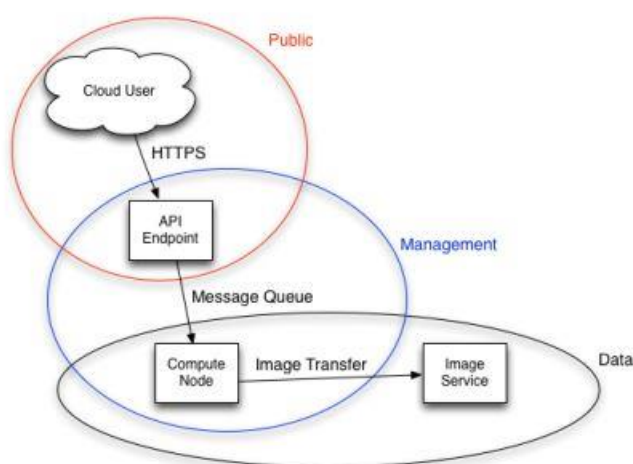 Public
Cloud User
HTTPS
API
Endpoint
Management
Message Queue
Compute
Node
Image Transfer
Image
Service
Data